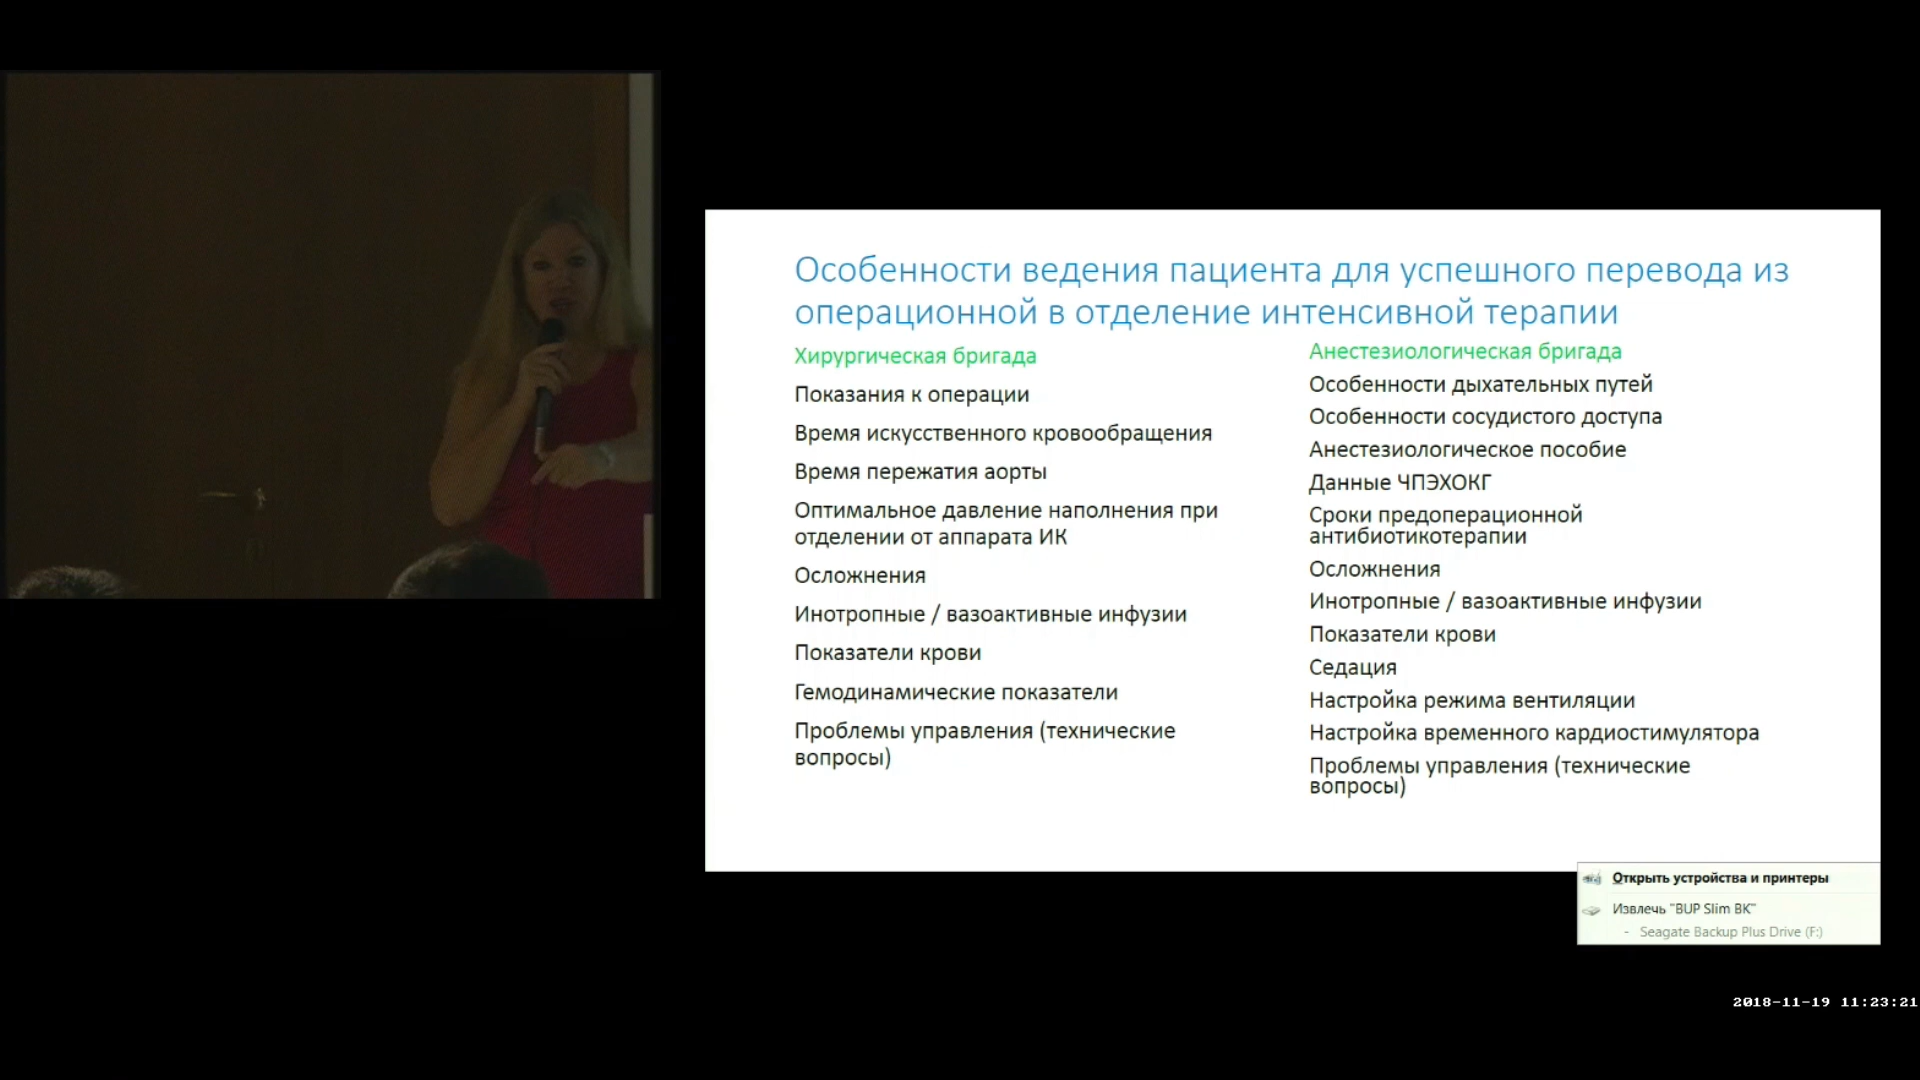 Особенности ведения пациента для успешного перевода из
операционной в отделение интенсивной терапии
Хирургическая бригада
Показания к операции
Время искусственного кровообращения
Время пережатия аорты
Оптимальное давление наполнения при
отделении от аппарата ИК
Осложнения
Инотропные / вазоактивные инфузии
Показатели крови
Гемодинамические показатели
Проблемы управления (технические
вопросы)
Анестезиологическая бригада
Особенности дыхательных путей
Особенности сосудистого доступа
Анестезиологическое пособие
Данные ЧПЭХОКГ
Сроки предоперационной
антибиотикотерапии
Осложнения
Инотропные / вазоактивные инфузии
Показатели крови
Седация
Настройка режима вентиляции
Настройка временного кардиостимулятора
Проблемы управления (технические
вопросы)
Открыть устройства и принтеры
Извлечь "BUP Slim BK"
- Seagate Backup Plus Drive (F:)
2018-11-19 11:23:21